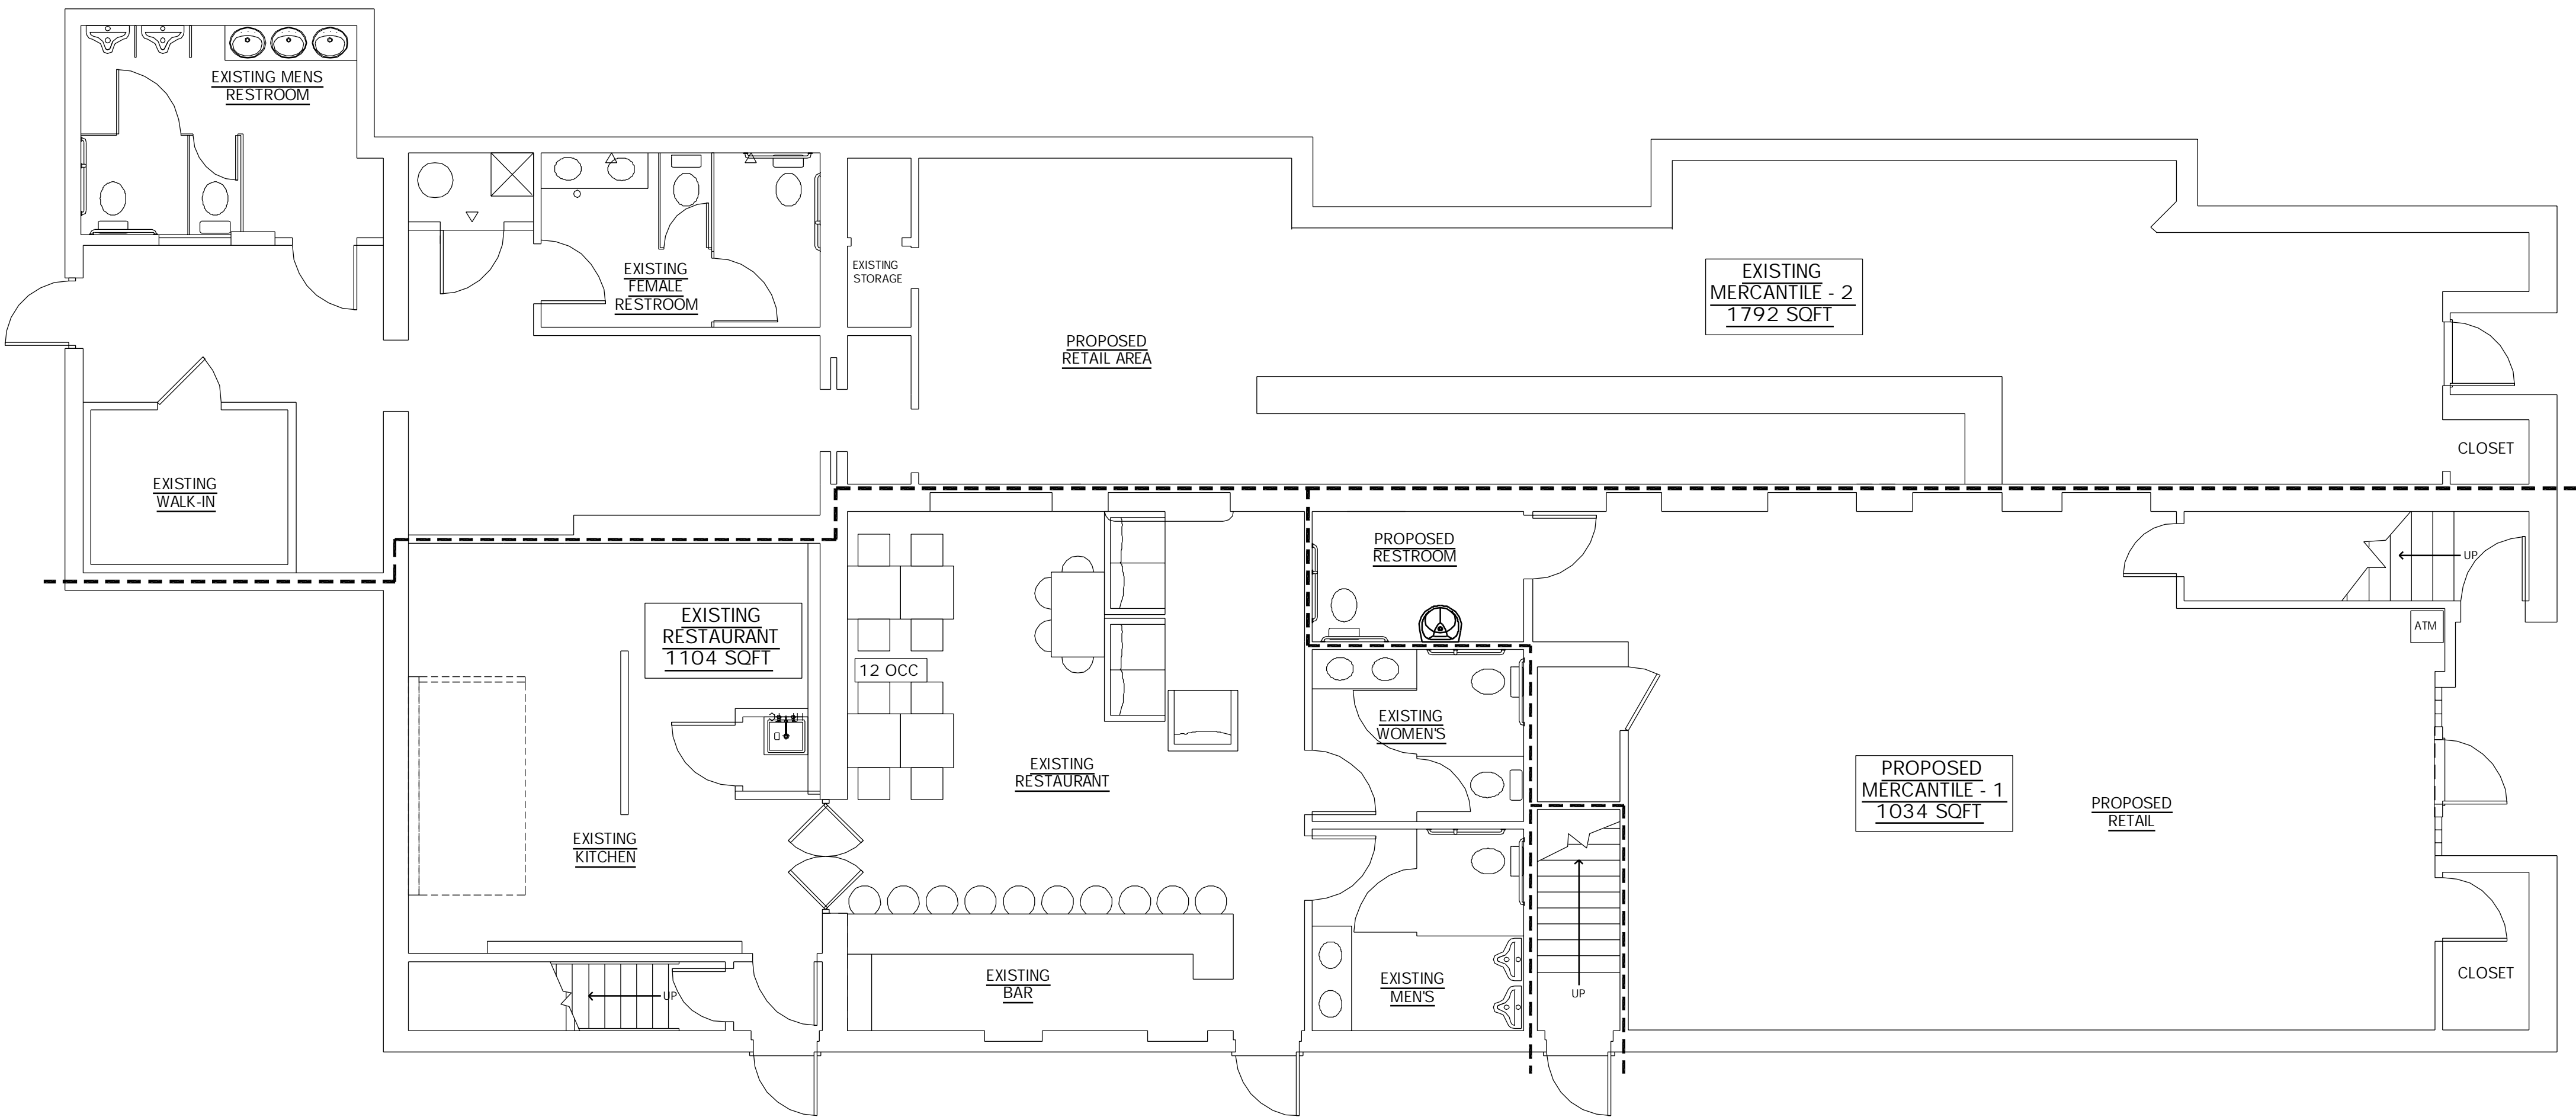 EXISTING MENS
RESTROOM
EXISTING
FEMALE
RESTROOM
EXISTING
STORAGE
PROPOSED
RETAIL AREA
EXISTING
MERCANTILE - 2
1792 SQFT
CLOSET
EXISTING
WALK-IN
EXISTING
RESTAURANT
1104 SQFT
12 OCC
PROPOSED
RESTROOM
UP
ATM
EXISTING
WOMEN'S
EXISTING
RESTAURANT
PROPOSED
MERCANTILE - 1
1034 SQFT
PROPOSED
RETAIL
EXISTING
KITCHEN
EXISTING
BAR
EXISTING
MEN'S
UP
UP
CLOSET